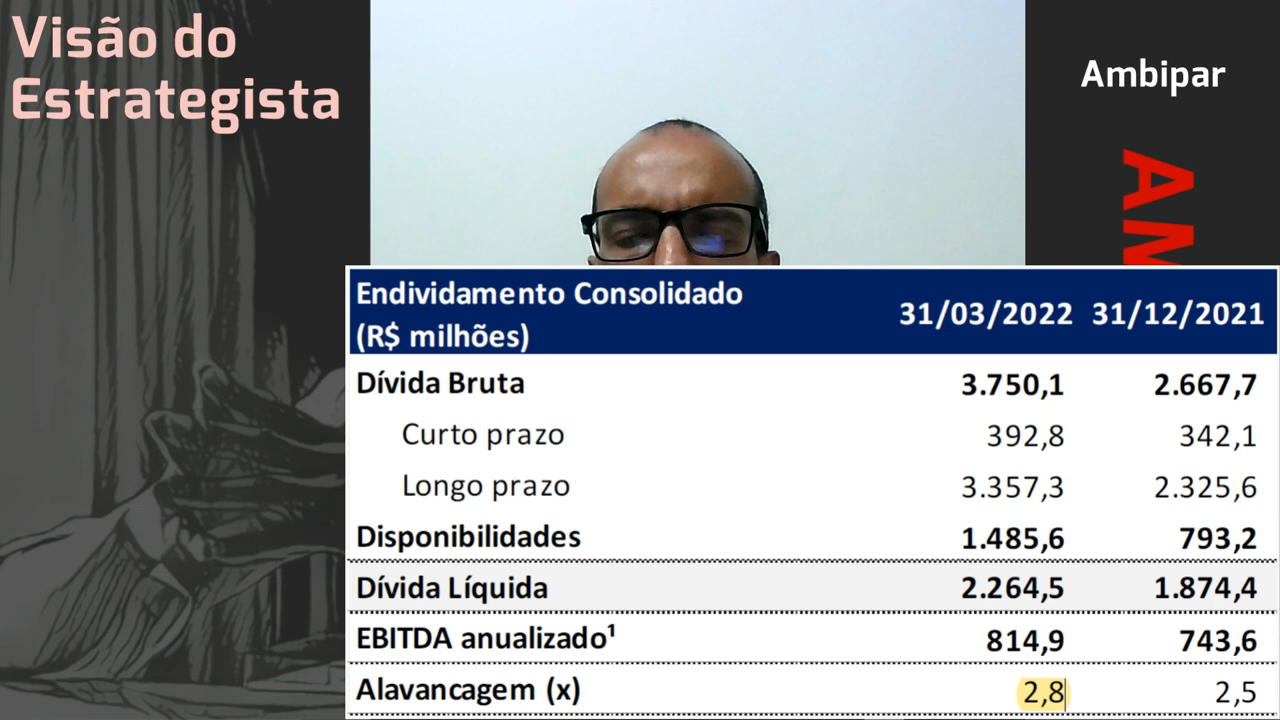 Visão do
Estrategista
Ambipar
AM
Endividamento Consolidado
(R$ milhões)
31/03/2022 31/12/2021
Dívida Bruta 3.750,1 2.667,7
Curto prazo 392,8 342,1
Longo prazo 3.357,3 2.325,6
Disponibilidades 1.485,6 793,2
Dívida Líquida 2.264,5 1.874,4
EBITDA anualizado¹ 814,9 743,6
Alavancagem (x) 2,8 2,5